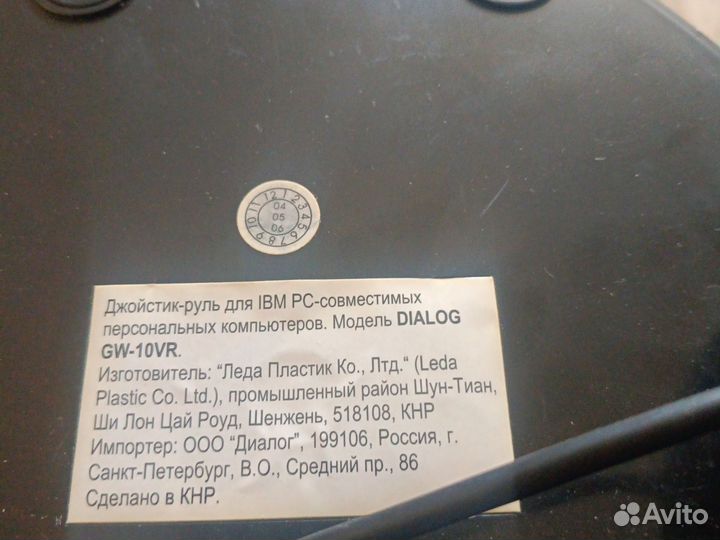 11 12 1 2 3 4 5 6 7 8 9 10
04
05
06
Джойстик-руль для IBM PC-совместимых
персональных компьютеров. Модель DIALOG
GW-10VR.
Изготовитель: "Леда Пластик Ко., Лтд." (Leda
Plastic Co. Ltd.), промышленный район Шун-Тиан,
Ши Лон Цай Роуд, Шенжень, 518108, КНР
Импортер: ООО "Диалог", 199106, Россия, г.
Санкт-Петербург, В.О., Средний пр., 86
Сделано в КНР.
Avito